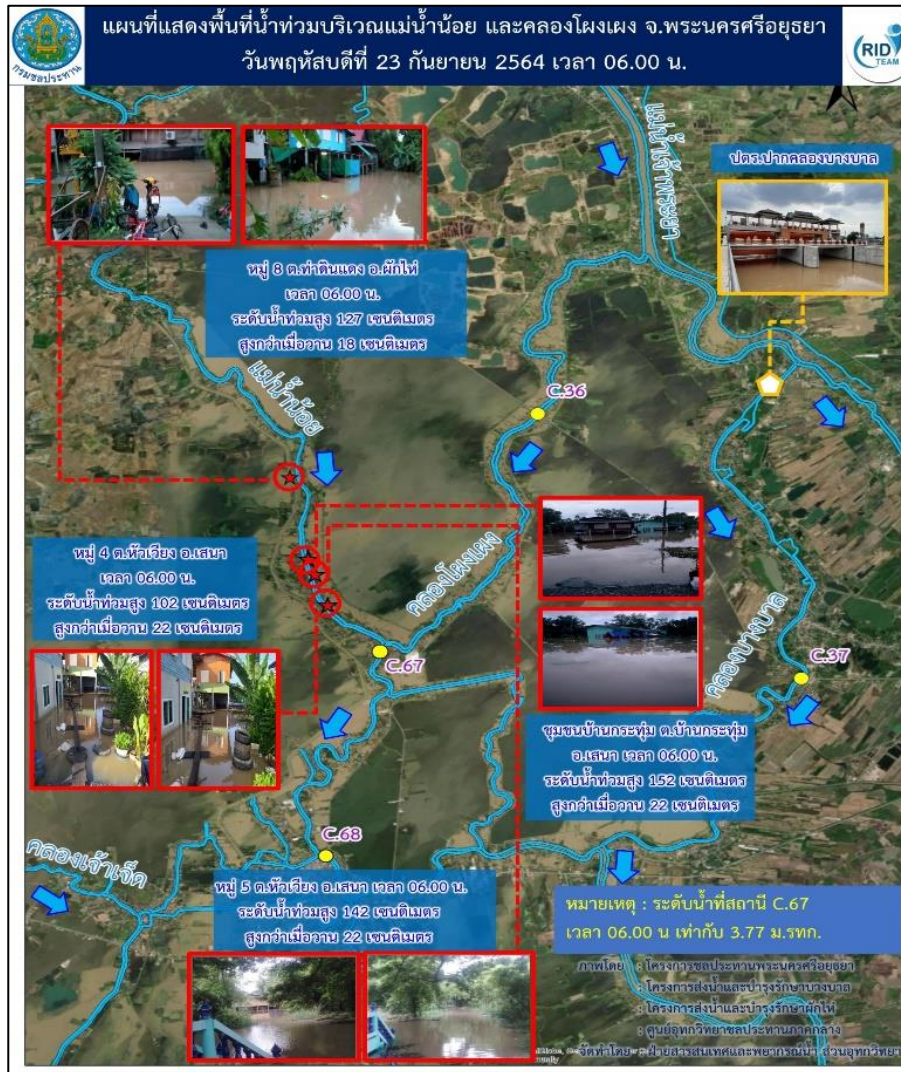 แผนที่แสดงพื้นที่น้ำท่วมบริเวณแม่น้ำน้อย และคลองโผงเผง จ.พระนครศรีอยุธยา
วันพฤหัสบดีที่ 23 กันยายน 2564 เวลา 06.00 น.
กรมชลประทาน
RID
TEAM
แม่น้ำเจ้าพระยา
ปตร.ปากคลองบางบาล
หมู่ 8 ต.ท่าดินแดง อ.ผักไห่
เวลา 06.00 น.
ระดับน้ำท่วมสูง 127 เซนติเมตร
สูงกว่าเมื่อวาน 18 เซนติเมตร
แม่น้ำน้อย
C.36
หมู่ 4 ต.หัวเวียง อ.เสนา
เวลา 06.00 น.
ระดับน้ำท่วมสูง 102 เซนติเมตร
สูงกว่าเมื่อวาน 22 เซนติเมตร
คลองโผงเผง
C.67
คลองบางบาล
C.37
ชุมชนบ้านกระทุ่ม ต.บ้านกระทุ่ม
อ.เสนา เวลา 06.00 น.
ระดับน้ำท่วมสูง 152 เซนติเมตร
สูงกว่าเมื่อวาน 22 เซนติเมตร
C.68
คลองเจ้าเจ็ด
หมู่ 5 ต.หัวเวียง อ.เสนา เวลา 06.00 น.
ระดับน้ำท่วมสูง 142 เซนติเมตร
สูงกว่าเมื่อวาน 22 เซนติเมตร
หมายเหตุ : ระดับน้ำที่สถานี C.67
เวลา 06.00 น เท่ากับ 3.77 ม.รทก.
ภาพโดย : โครงการชลประทานพระนครศรีอยุธยา
: โครงการส่งน้ำและบำรุงรักษาบางบาล
: โครงการส่งน้ำและบำรุงรักษาผักไห่
: ศูนย์อุทกวิทยาชลประทานภาคกลาง
จัดทำโดย : ฝ่ายสารสนเทศและพยากรณ์น้ำ ส่วนอุทกวิทยา